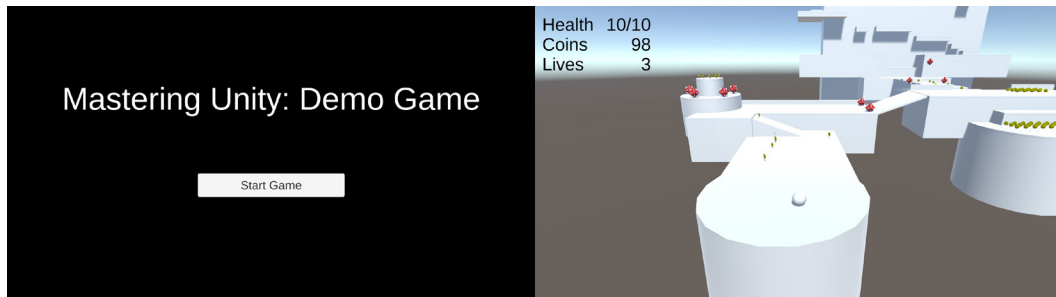 Mastering Unity: Demo Game
Start Game
Health 10/10
Coins 98
Lives 3